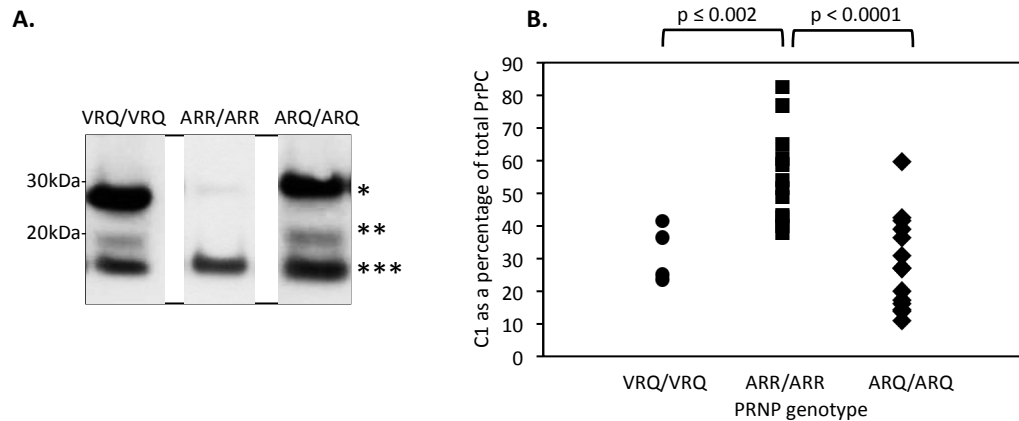 A.
VRQ/VRQ ARR/ARR ARQ/ARQ
30kDa
20kDa
*
**
***
B.
p ≤ 0.002
p < 0.0001
C1 as a percentage of total PrPC
90
80
70
60
50
40
30
20
10
0
VRQ/VRQ ARR/ARR ARQ/ARQ
PRNP genotype